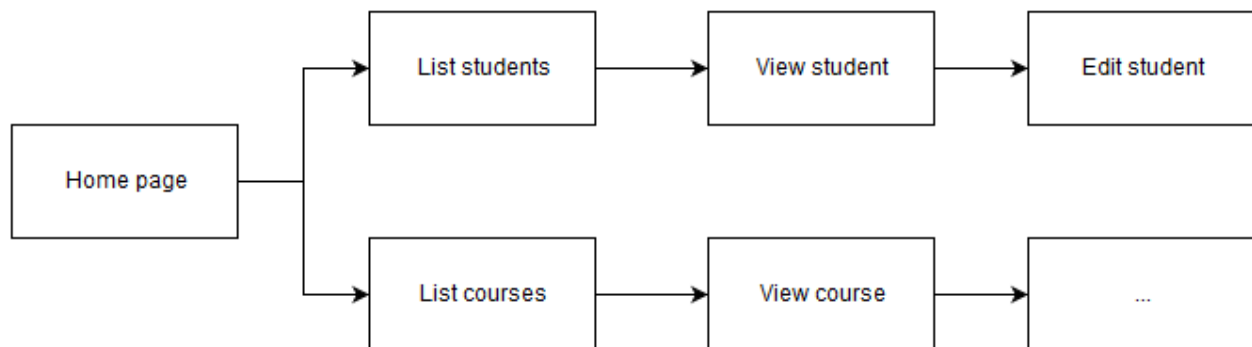 List students
View student
Edit student
Home page
List courses
View course
...